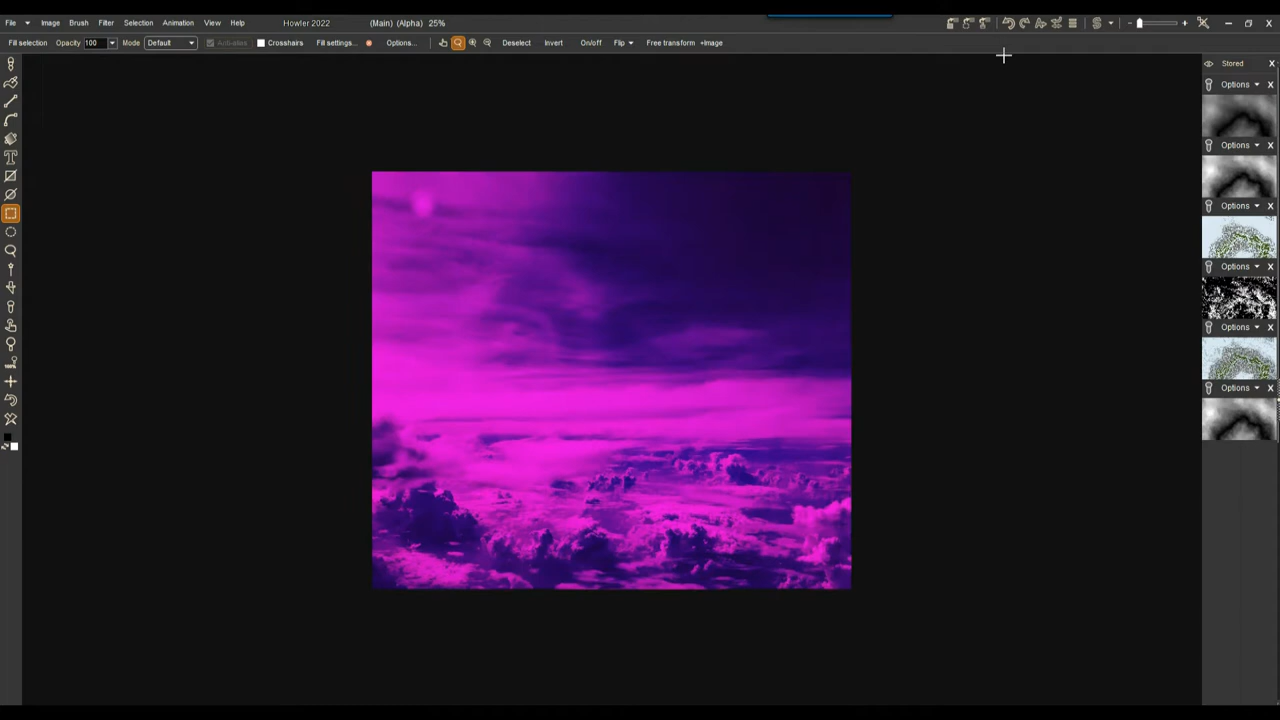 File Image Brush Filter Selection Animation View Help Howler 2022 (Main) (Alpha) 25%
Fill selection Opacity 100 Mode Default Anti-alias Crosshairs Fill settings... Options... Deselect Invert On/off Flip Free transform +Image
Stored X
Options X
Options X
Options X
Options X
Options X
Options X